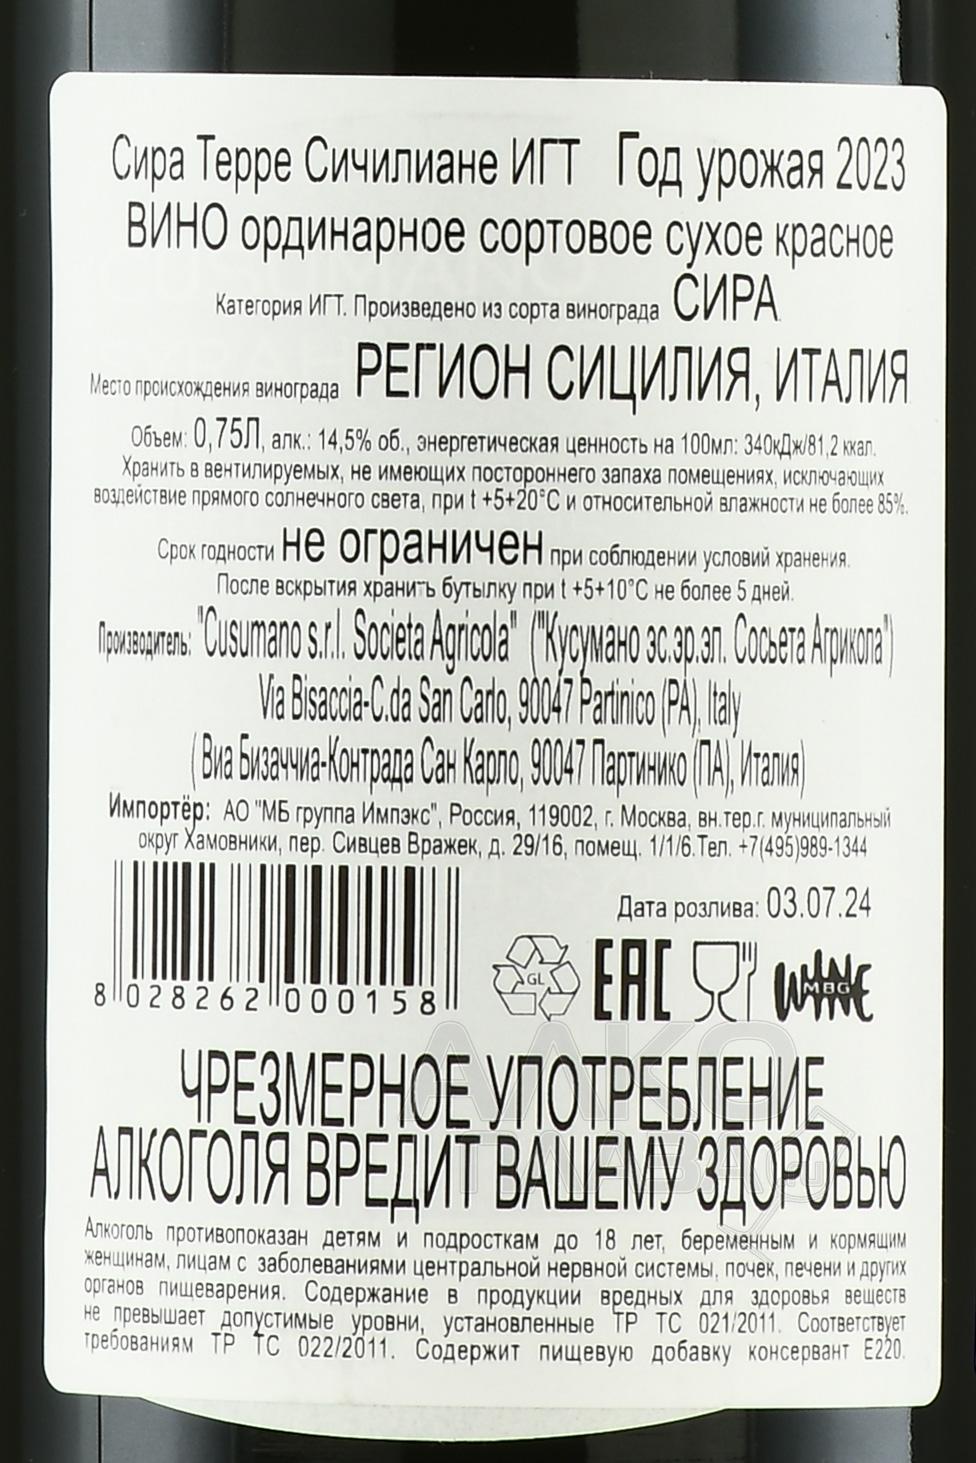 Сира Терре Сичилиане ИГТ Год урожая 2023
ВИНО ординарное сортовое сухое красное
Категория ИГТ. Произведено из сорта винограда СИРА
Место происхождения винограда РЕГИОН СИЦИЛИЯ, ИТАЛИЯ
Объем: 0,75Л, алк.: 14,5% об., энергетическая ценность на 100мл: 340кДж/81,2 ккал.
Хранить в вентилируемых, не имеющих постороннего запаха помещениях, исключающих
воздействие прямого солнечного света, при t +5+20°С и относительной влажности не более 85%.
Срок годности не ограничен при соблюдении условий хранения.
После вскрытия хранить бутылку при t +5+10°С не более 5 дней.
Производитель: "Cusumano s.r.l. Societa Agricola" ("Кусумано эс.эр.эл. Сосьета Агрикола")
Via Bisaccia-C.da San Carlo, 90047 Partinico (PA), Italy
( Виа Бизаччиа-Контрада Сан Карло, 90047 Партинико (ПА), Италия)
Импортёр: АО "МБ группа Импэкс", Россия, 119002, г. Москва, вн.тер.г. муниципальный
округ Хамовники, пер. Сивцев Вражек, д. 29/16, помещ. 1/1/6.Тел. +7(495)989-1344
Дата розлива: 03.07.24
GL EAC WINE MBG
8 028262 000158
ЧРЕЗМЕРНОЕ УПОТРЕБЛЕНИЕ
АЛКОГОЛЯ ВРЕДИТ ВАШЕМУ ЗДОРОВЬЮ
Алкоголь противопоказан детям и подросткам до 18 лет, беременным и кормящим
женщинам, лицам с заболеваниями центральной нервной системы, почек, печени и других
органов пищеварения. Содержание в продукции вредных для здоровья веществ
не превышает допустимые уровни, установленные ТР ТС 021/2011. Соответствует
требованиям ТР ТС 022/2011. Содержит пищевую добавку консервант Е220.
АЛКО
ГЛАВА